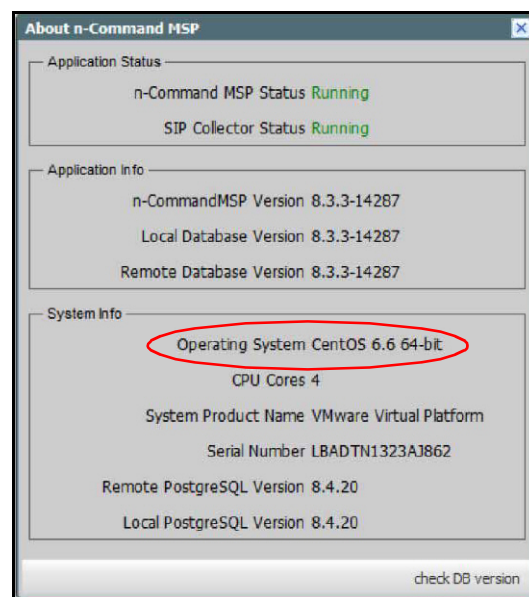 About n-Command MSP
Application Status
n-Command MSP Status Running
SIP Collector Status Running
Application Info
n-CommandMSP Version 8.3.3-14287
Local Database Version 8.3.3-14287
Remote Database Version 8.3.3-14287
System Info
Operating System CentOS 6.6 64-bit
CPU Cores 4
System Product Name VMware Virtual Platform
Serial Number LBADTN1323AJ862
Remote PostgreSQL Version 8.4.20
Local PostgreSQL Version 8.4.20
check DB version